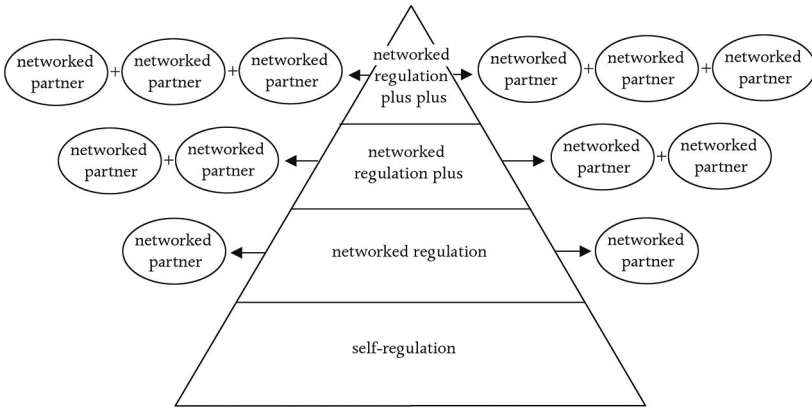 networked partner + networked partner + networked partner
networked regulation plus plus
networked partner + networked partner + networked partner
networked partner + networked partner
networked regulation plus
networked partner + networked partner
networked partner
networked regulation
networked partner
self-regulation